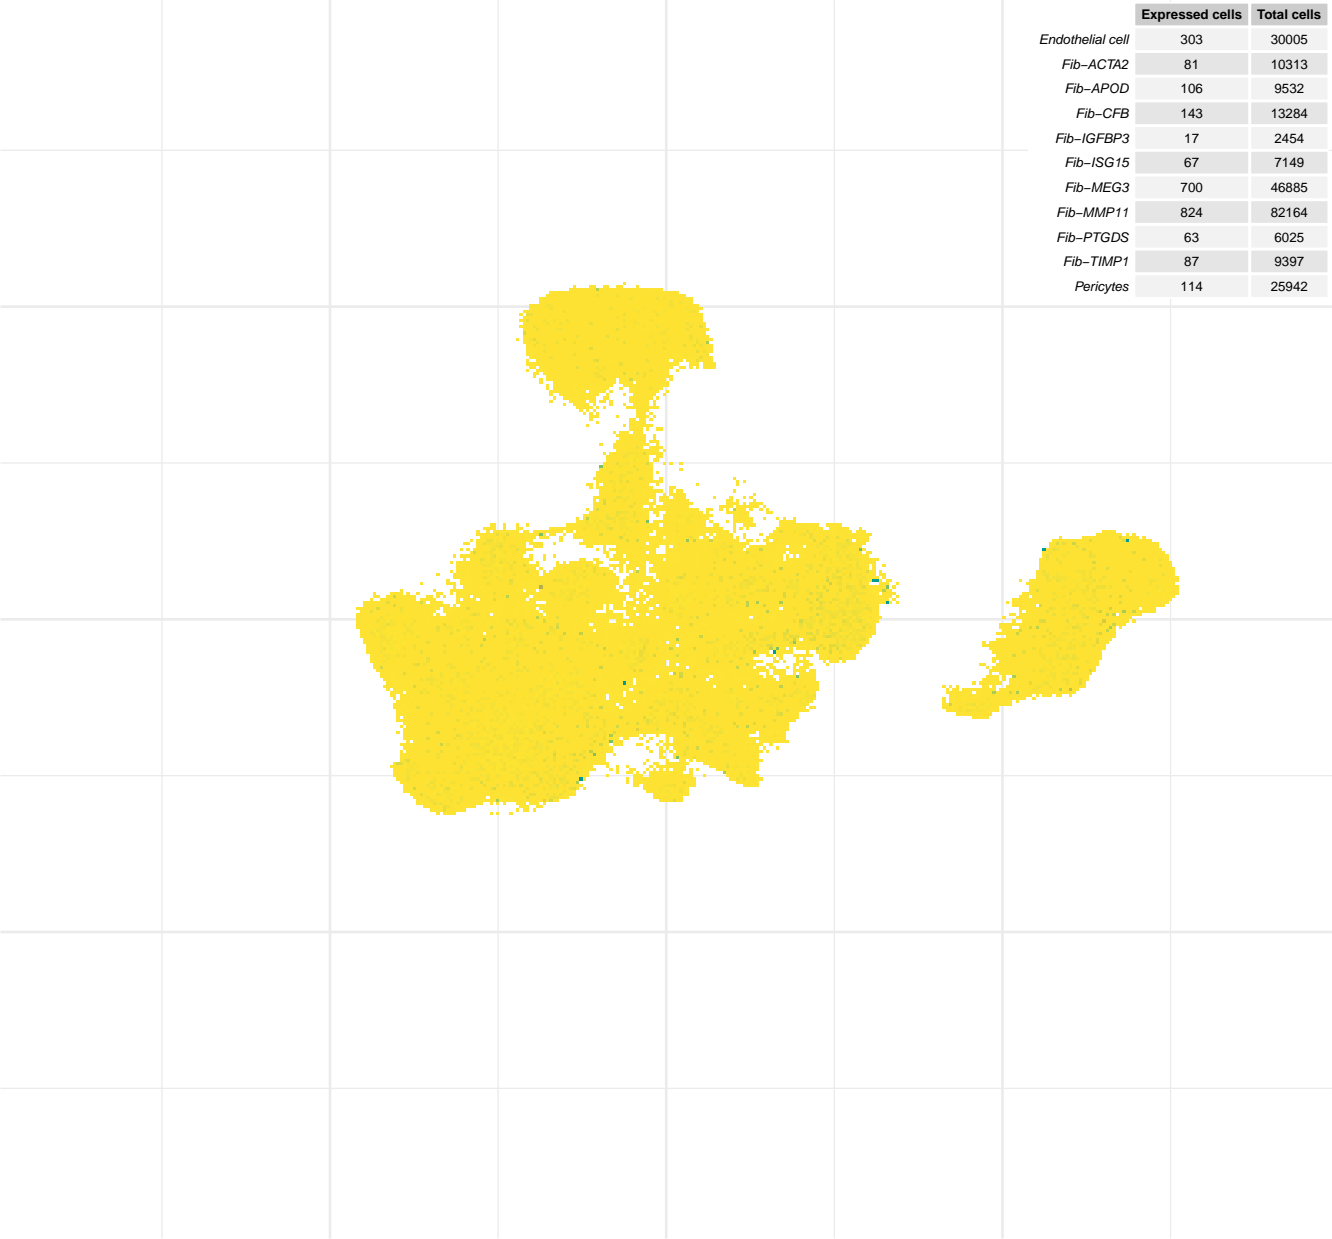 Expressed cells Total cells
Endothelial cell 303 30005
Fib−ACTA2 81 10313
Fib−APOD 106 9532
Fib−CFB 143 13284
Fib−IGFBP3 17 2454
Fib−ISG15 67 7149
Fib−MEG3 700 46885
Fib−MMP11 824 82164
Fib−PTGDS 63 6025
Fib−TIMP1 87 9397
Pericytes 114 25942